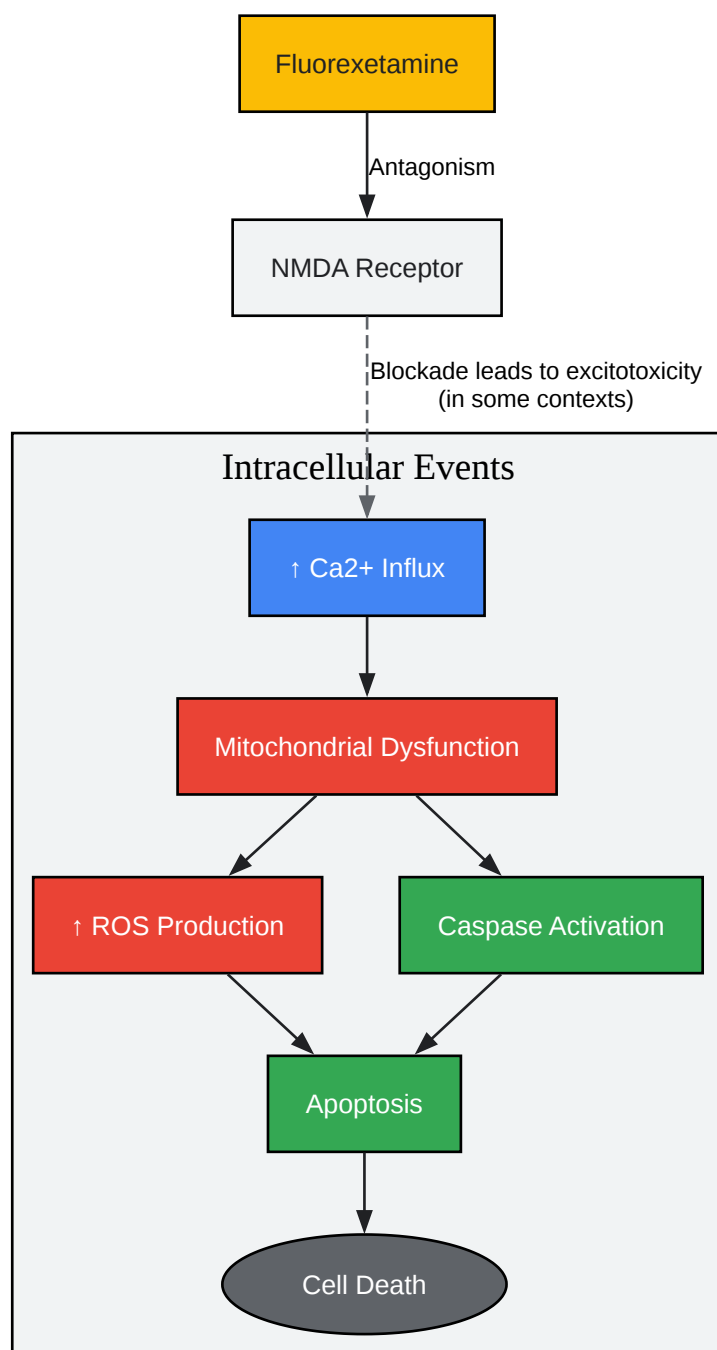 Fluorexetamine
Antagonism
NMDA Receptor
Blockade leads to excitotoxicity
(in some contexts)
Intracellular Events
↑ Ca2+ Influx
Mitochondrial Dysfunction
↑ ROS Production
Caspase Activation
Apoptosis
Cell Death